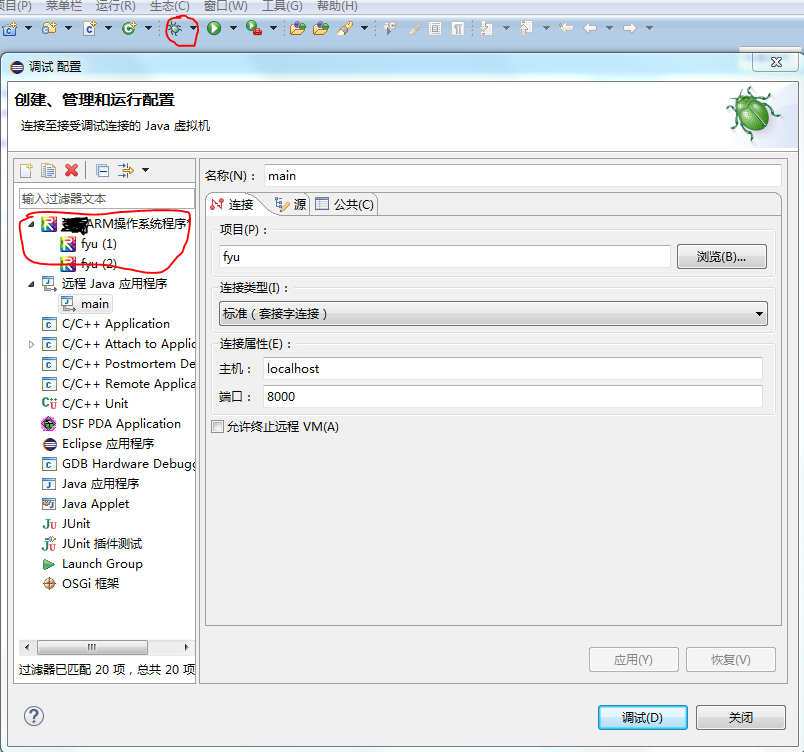 项目(P) 菜单栏 运行(R) 生态(C) 窗口(W) 工具(G) 帮助(H)
调试 配置
创建、管理和运行配置
连接至接受调试连接的 Java 虚拟机
输入过滤器文本
ARM操作系统程序
fyu (1)
fyu (2)
远程 Java 应用程序
main
C/C++ Application
C/C++ Attach to Applic
C/C++ Postmortem De
C/C++ Remote Applica
C/C++ Unit
DSF PDA Application
Eclipse 应用程序
GDB Hardware Debugg
Java 应用程序
Java Applet
JUnit
JUnit 插件测试
Launch Group
OSGi 框架
过滤器已匹配 20 项，总共 20 项
名称(N)： main
连接 源 公共(C)
项目(P)：
fyu 浏览(B)...
连接类型(I)：
标准（套接字连接）
连接属性(E)：
主机： localhost
端口： 8000
允许终止远程 VM(A)
应用(Y) 恢复(V)
调试(D) 关闭